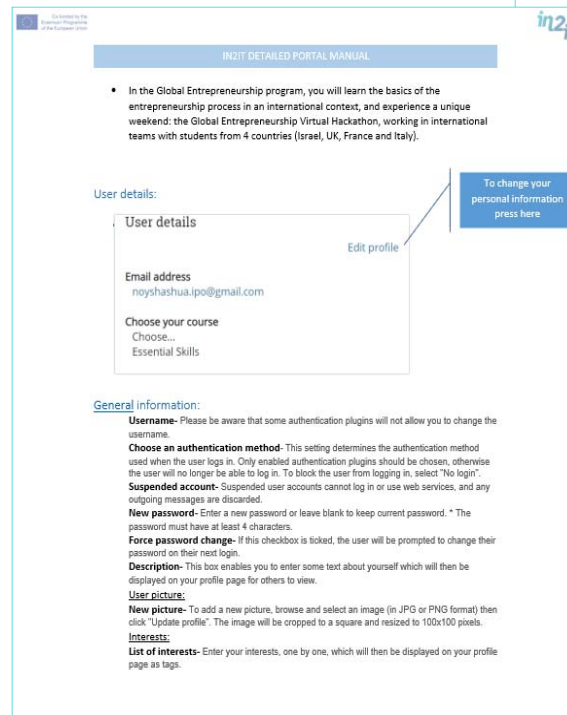 Co-funded by the
Erasmus+ Programme
of the European Union
in2i
IN2IT DETAILED PORTAL MANUAL
• In the Global Entrepreneurship program, you will learn the basics of the
entrepreneurship process in an international context, and experience a unique
weekend: the Global Entrepreneurship Virtual Hackathon, working in international
teams with students from 4 countries (Israel, UK, France and Italy).
To change your
personal information
press here
User details:
User details
Edit profile
Email address
noyshashua.ipo@gmail.com
Choose your course
Choose...
Essential Skills
General information:
Username- Please be aware that some authentication plugins will not allow you to change the
username.
Choose an authentication method- This setting determines the authentication method
used when the user logs in. Only enabled authentication plugins should be chosen, otherwise
the user will no longer be able to log in. To block the user from logging in, select "No login".
Suspended account- Suspended user accounts cannot log in or use web services, and any
outgoing messages are discarded.
New password- Enter a new password or leave blank to keep current password. * The
password must have at least 4 characters.
Force password change- If this checkbox is ticked, the user will be prompted to change their
password on their next login.
Description- This box enables you to enter some text about yourself which will then be
displayed on your profile page for others to view.
User picture:
New picture- To add a new picture, browse and select an image (in JPG or PNG format) then
click "Update profile". The image will be cropped to a square and resized to 100x100 pixels.
Interests:
List of interests- Enter your interests, one by one, which will then be displayed on your profile
page as tags.